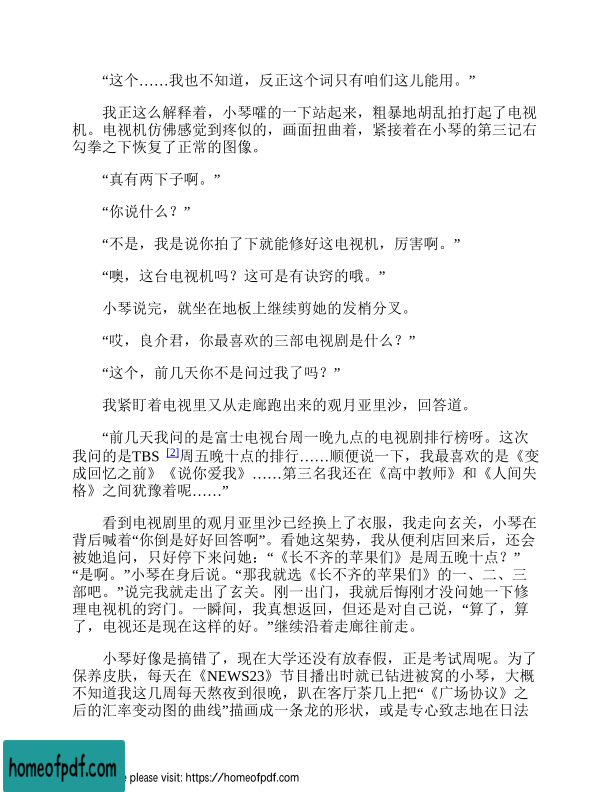 “这个……我也不知道，反正这个词只有咱们这儿能用。”
我正这么解释着，小琴嚯的一下站起来，粗暴地胡乱拍打起了电视
机。电视机仿佛感觉到疼似的，画面扭曲着，紧接着在小琴的第三记右
勾拳之下恢复了正常的图像。
“真有两下子啊。”
“你说什么？”
“不是，我是说你拍了下就能修好这电视机，厉害啊。”
“噢，这台电视机吗？这可是有诀窍的哦。”
小琴说完，就坐在地板上继续剪她的发梢分叉。
“哎，良介君，你最喜欢的三部电视剧是什么？”
“这个，前几天你不是问过我了吗？”
我紧盯着电视里又从走廊跑出来的观月亚里沙，回答道。
“前几天我问的是富士电视台周一晚九点的电视剧排行榜呀。这次
我问的是TBS [2]周五晚十点的排行……顺便说一下，我最喜欢的是《变
成回忆之前》《说你爱我》……第三名我还在《高中教师》和《人间失
格》之间犹豫着呢……”
看到电视剧里的观月亚里沙已经换上了衣服，我走向玄关，小琴在
背后喊着“你倒是好好回答啊”。看她这架势，我从便利店回来后，还会
被她追问，只好停下来问她：“《长不齐的苹果们》是周五晚十点？”
“是啊。”小琴在身后说。“那我就选《长不齐的苹果们》的一、二、三
部吧。”说完我就走出了玄关。刚一出门，我就后悔刚才没问她一下修
理电视机的窍门。一瞬间，我真想返回，但还是对自己说，“算了，算
了，电视还是现在这样的好。”继续沿着走廊往前走。
小琴好像是搞错了，现在大学还没有放春假，正是考试周呢。为了
保养皮肤，每天在《NEWS23》节目播出时就已钻进被窝的小琴，大概
不知道我这几周每天熬夜到很晚，趴在客厅茶几上把“《广场协议》之
后的汇率变动图的曲线”描画成一条龙的形状，或是专心致志地在日法
homeofpdf.com
e please visit: https://homeofpdf.com